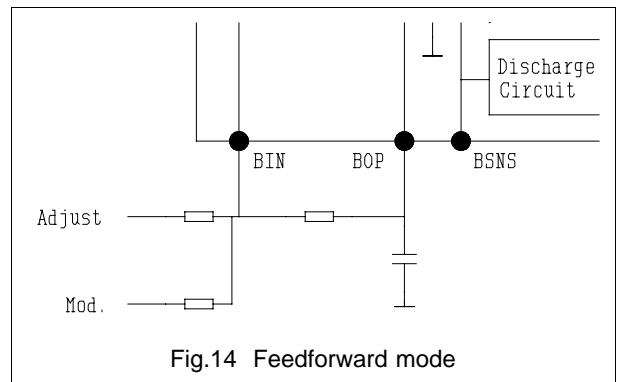 Discharge
Circuit
BIN
BOP
BSNS
Adjust
Mod.
Fig.14 Feedforward mode